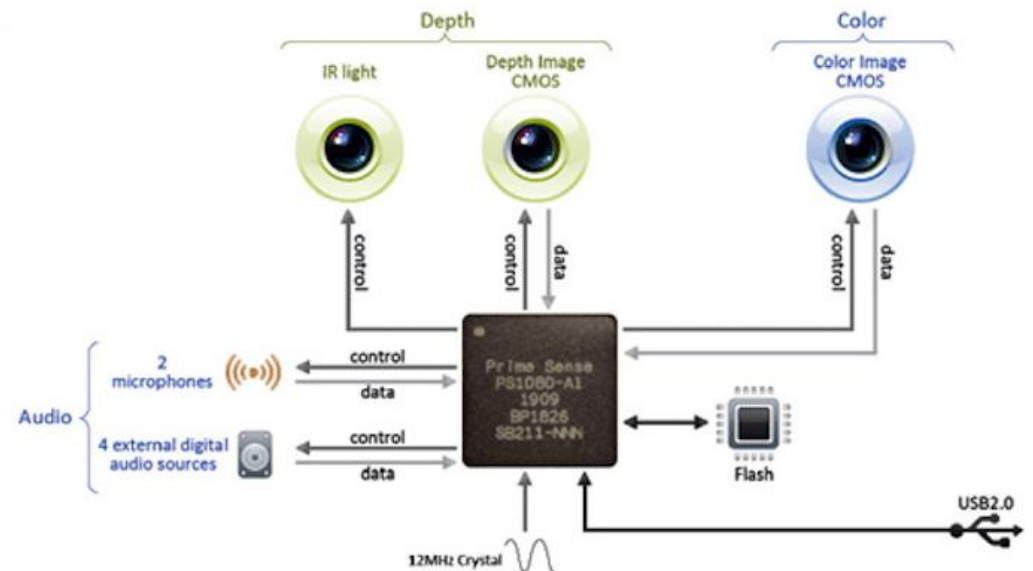 Depth
Color
IR light
Depth Image
CMOS
Color Image
CMOS
control
control
data
control
data
Audio
2
microphones
control
data
4 external digital
audio sources
control
data
Prime Sense
PS1080-A1
1909
BP1826
SB211-NNN
Flash
USB2.0
12MHz Crystal